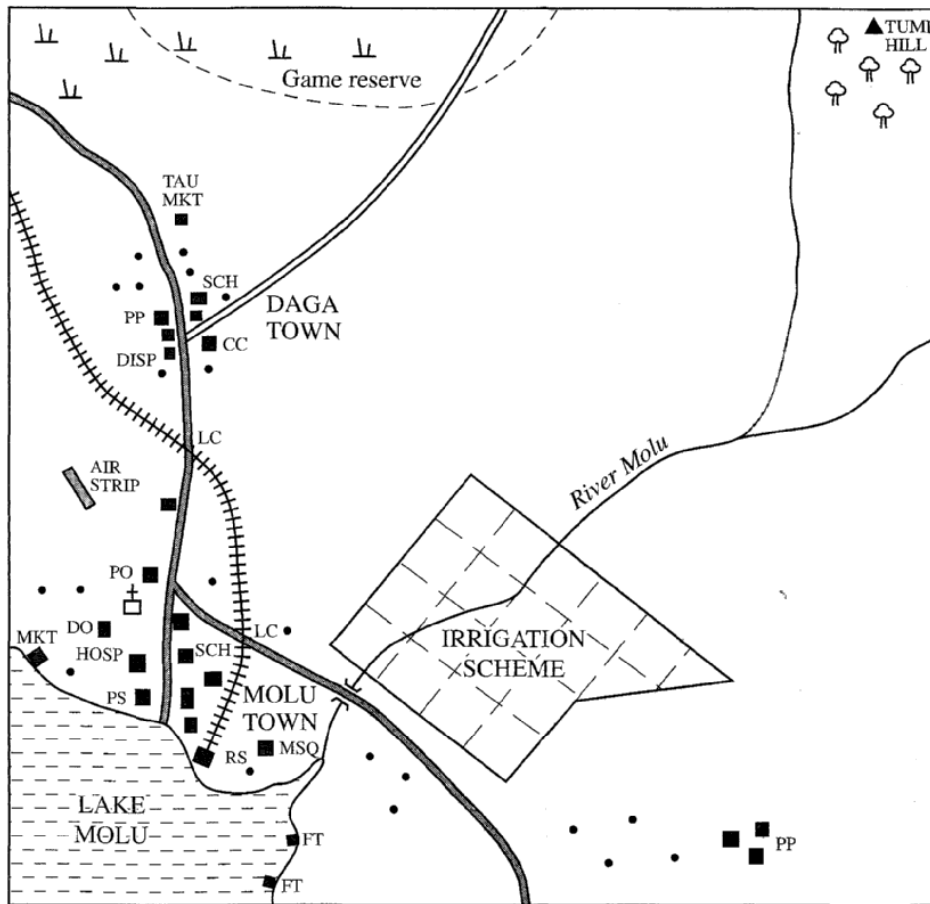 TUMI
HILL
Game reserve
TAU
MKT
SCH
DAGA
TOWN
PP
CC
DISP
LC
AIR
STRIP
River Molu
PO
LC
DO
MKT
HOSP
SCH
IRRIGATION
SCHEME
PS
MOLU
TOWN
RS
MSQ
LAKE
MOLU
FT
PP
FT